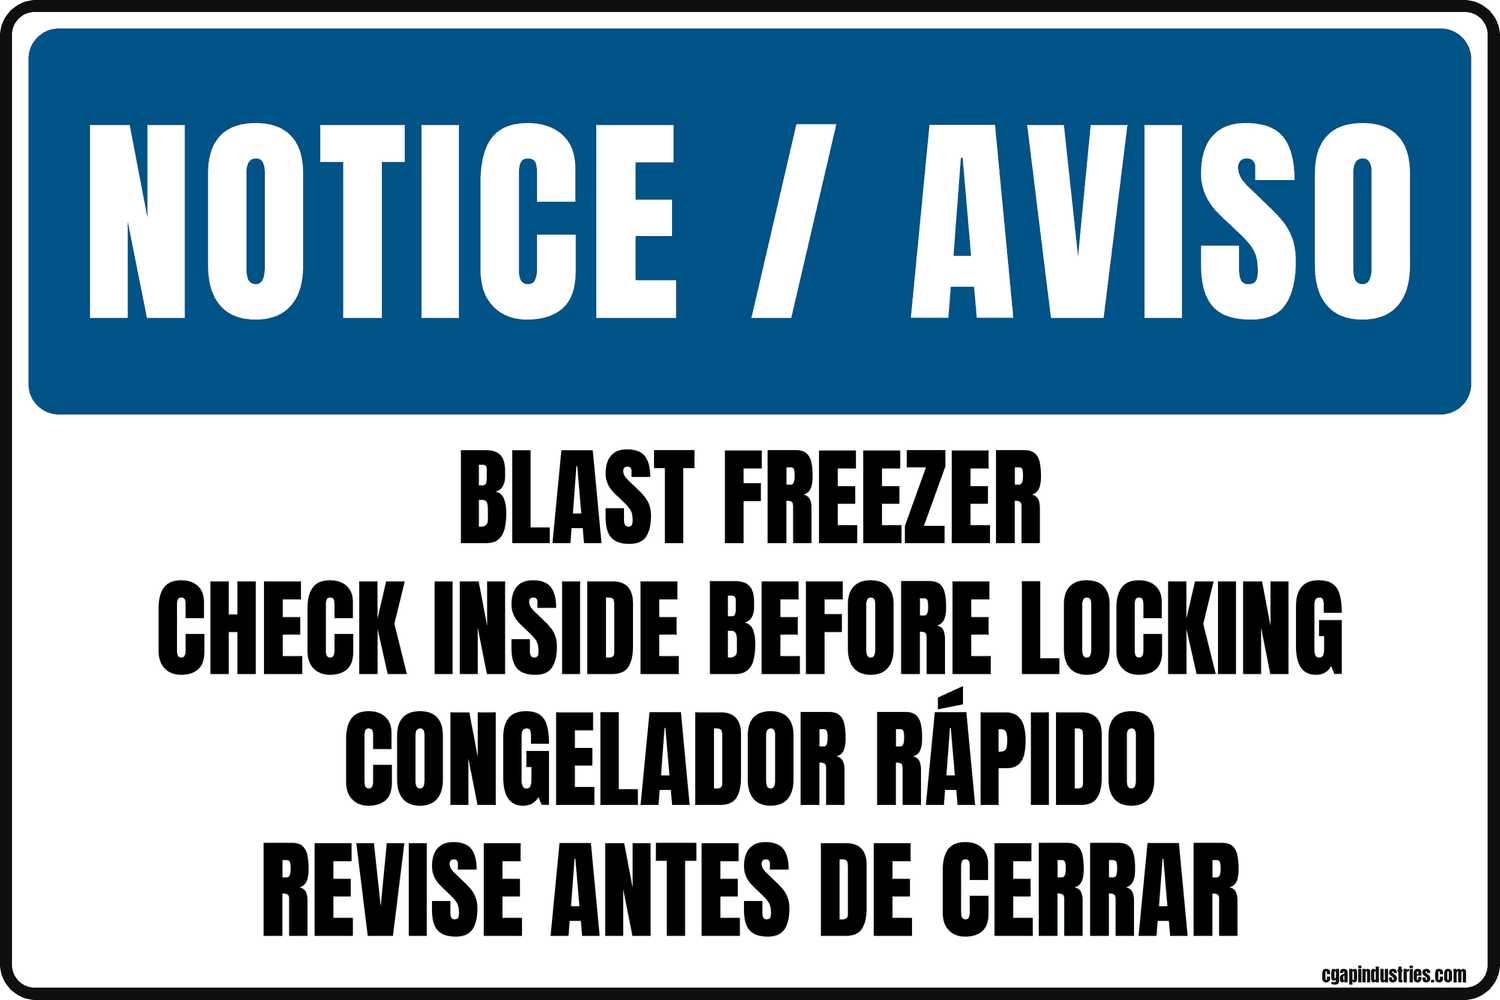 NOTICE / AVISO
BLAST FREEZER
CHECK INSIDE BEFORE LOCKING
CONGELADOR RÁPIDO
REVISE ANTES DE CERRAR
cgapindustries.com